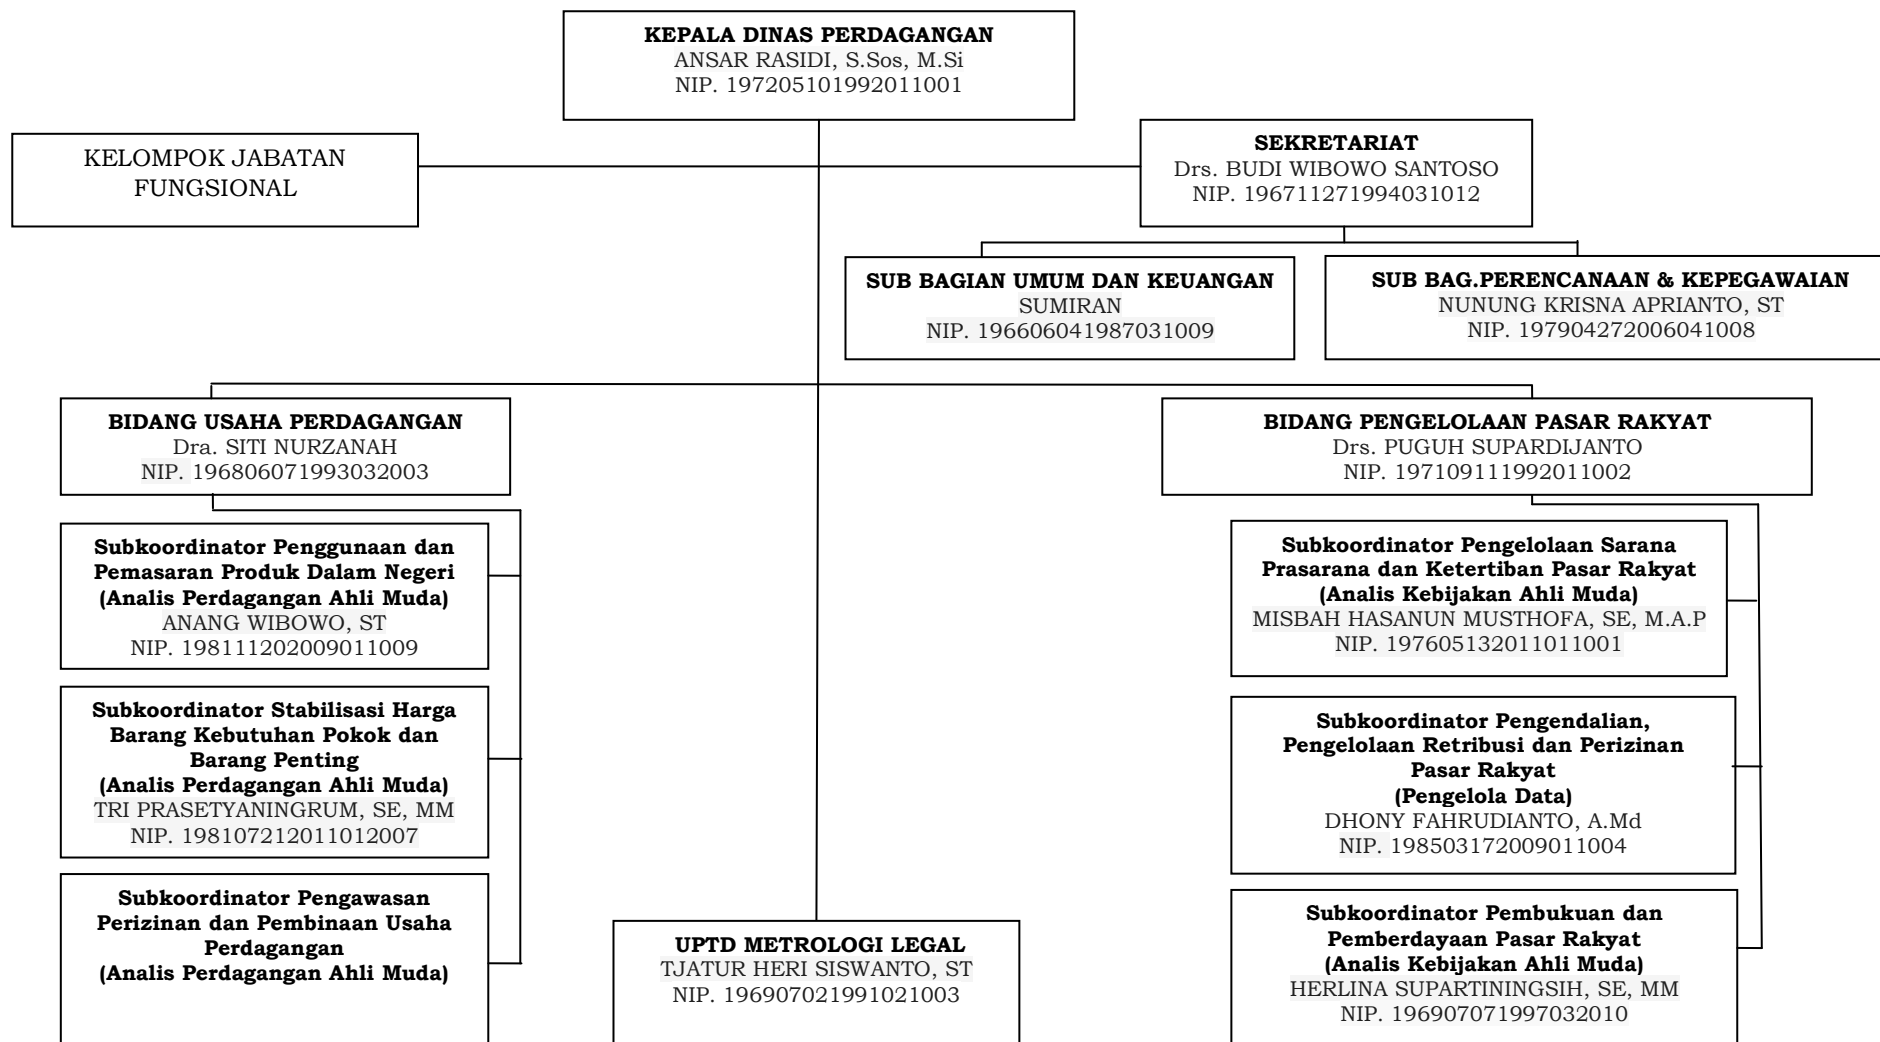 KEPALA DINAS PERDAGANGAN
ANSAR RASIDI, S.Sos, M.Si
NIP. 197205101992011001
KELOMPOK JABATAN
FUNGSIONAL
SEKRETARIAT
Drs. BUDI WIBOWO SANTOSO
NIP. 196711271994031012
SUB BAGIAN UMUM DAN KEUANGAN
SUMIRAN
NIP. 196606041987031009
SUB BAG.PERENCANAAN & KEPEGAWAIAN
NUNUNG KRISNA APRIANTO, ST
NIP. 197904272006041008
BIDANG USAHA PERDAGANGAN
Dra. SITI NURZANAH
NIP. 196806071993032003
Subkoordinator Penggunaan dan
Pemasaran Produk Dalam Negeri
(Analis Perdagangan Ahli Muda)
ANANG WIBOWO, ST
NIP. 198111202009011009
Subkoordinator Stabilisasi Harga
Barang Kebutuhan Pokok dan
Barang Penting
(Analis Perdagangan Ahli Muda)
TRI PRASETYANINGRUM, SE, MM
NIP. 198107212011012007
Subkoordinator Pengawasan
Perizinan dan Pembinaan Usaha
Perdagangan
(Analis Perdagangan Ahli Muda)
UPTD METROLOGI LEGAL
TJATUR HERI SISWANTO, ST
NIP. 196907021991021003
BIDANG PENGELOLAAN PASAR RAKYAT
Drs. PUGUH SUPARDIJANTO
NIP. 197109111992011002
Subkoordinator Pengelolaan Sarana
Prasarana dan Ketertiban Pasar Rakyat
(Analis Kebijakan Ahli Muda)
MISBAH HASANUN MUSTHOFA, SE, M.A.P
NIP. 197605132011011001
Subkoordinator Pengendalian,
Pengelolaan Retribusi dan Perizinan
Pasar Rakyat
(Pengelola Data)
DHONY FAHRUDIANTO, A.Md
NIP. 198503172009011004
Subkoordinator Pembukuan dan
Pemberdayaan Pasar Rakyat
(Analis Kebijakan Ahli Muda)
HERLINA SUPARTININGSIH, SE, MM
NIP. 196907071997032010